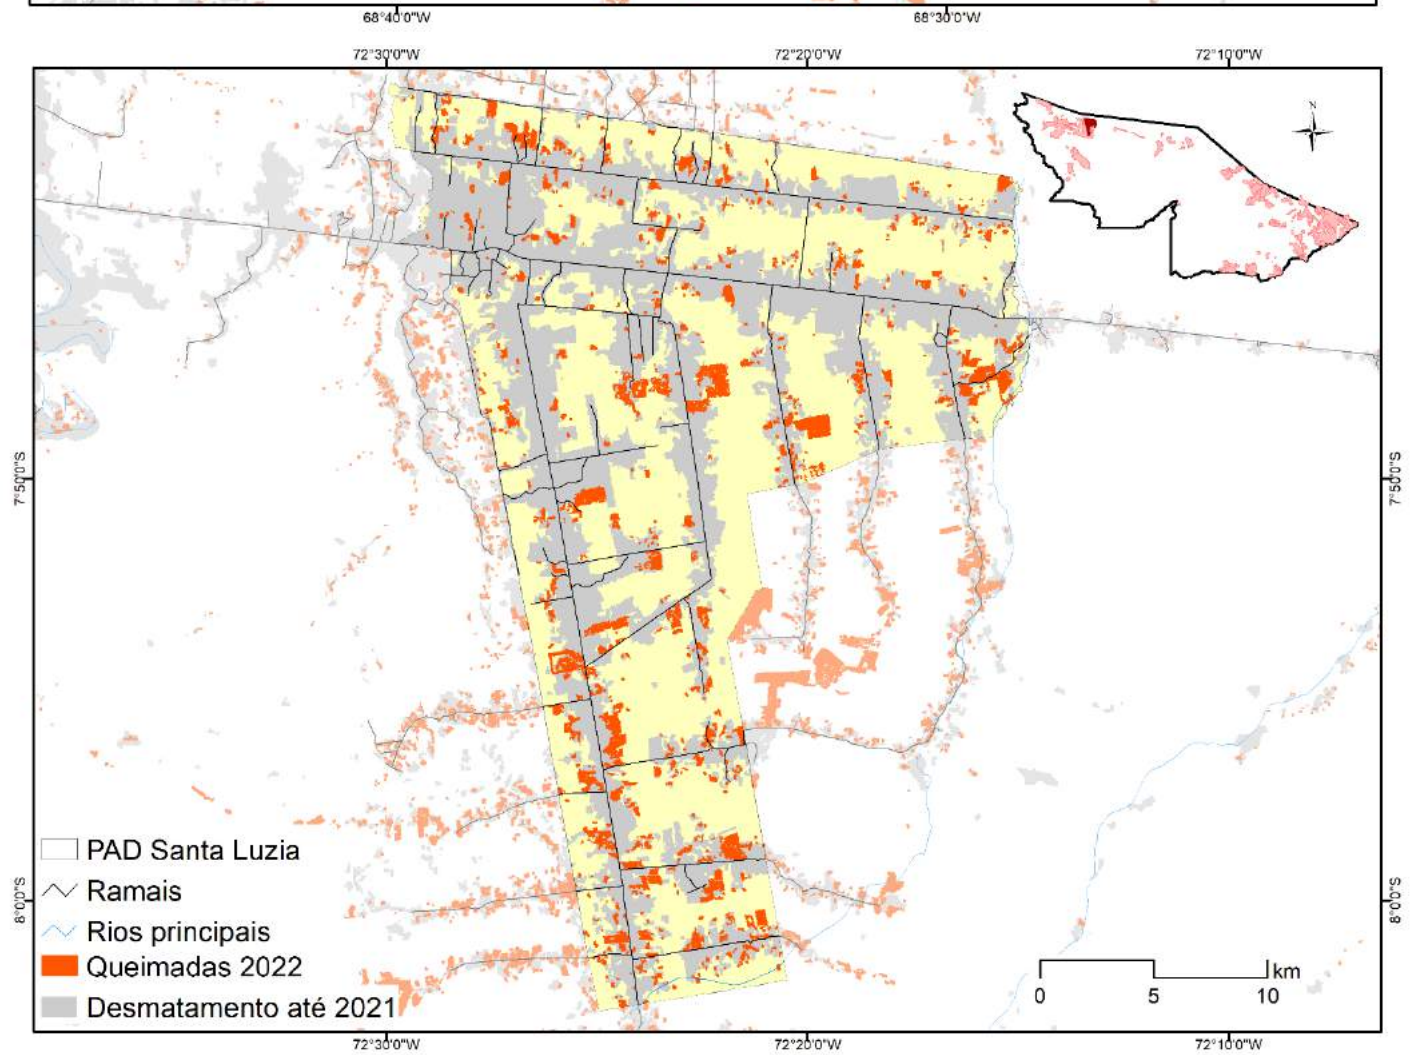 68°40'0"W 68°30'0"W
72°30'0"W 72°20'0"W 72°10'0"W
N
7°50'0"S 7°50'0"S
PAD Santa Luzia
Ramais
8°0'0"S 8°0'0"S
Rios principais
Queimadas 2022
km
0 5 10
Desmatamento até 2021
72°30'0"W 72°20'0"W 72°10'0"W